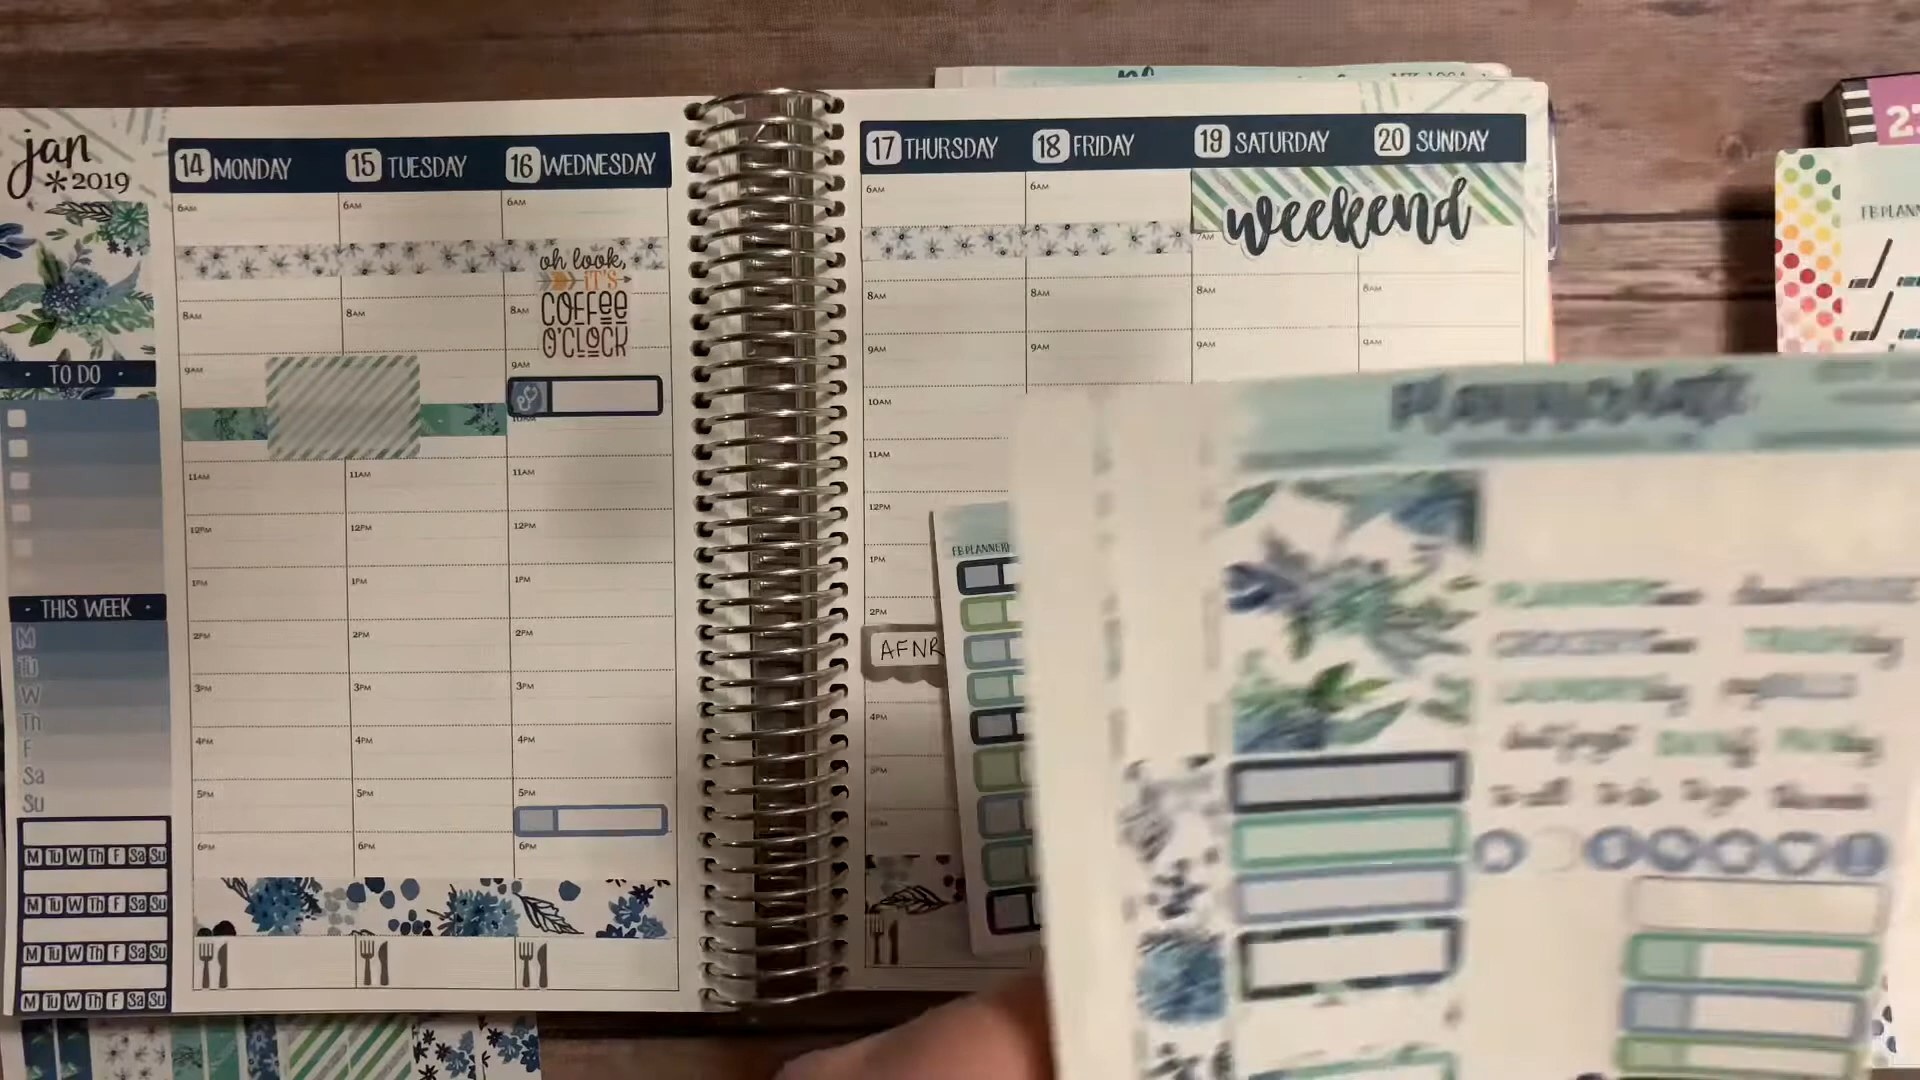 jan
*2019
14 MONDAY
15 TUESDAY
16 WEDNESDAY
17 THURSDAY
18 FRIDAY
19 SATURDAY
20 SUNDAY
weekend
6AM
6AM
6AM
6AM
6AM
7AM
oh look,
IT'S
COFFEE
O'CLOCK
8AM
8AM
8AM
8AM
8AM
8AM
8AM
9AM
9AM
9AM
9AM
9AM
9AM
10AM
10AM
11AM
11AM
11AM
11AM
12PM
12PM
12PM
12PM
1PM
1PM
1PM
1PM
2PM
2PM
2PM
2PM
AFNR
3PM
3PM
3PM
4PM
4PM
4PM
4PM
5PM
5PM
5PM
5PM
6PM
6PM
6PM
TO DO
THIS WEEK
M
Tu
W
Th
F
Sa
Su
M Tu W Th F Sa Su
M Tu W Th F Sa Su
M Tu W Th F Sa Su
M Tu W Th F Sa Su
FBPLANNER
FBPLANN